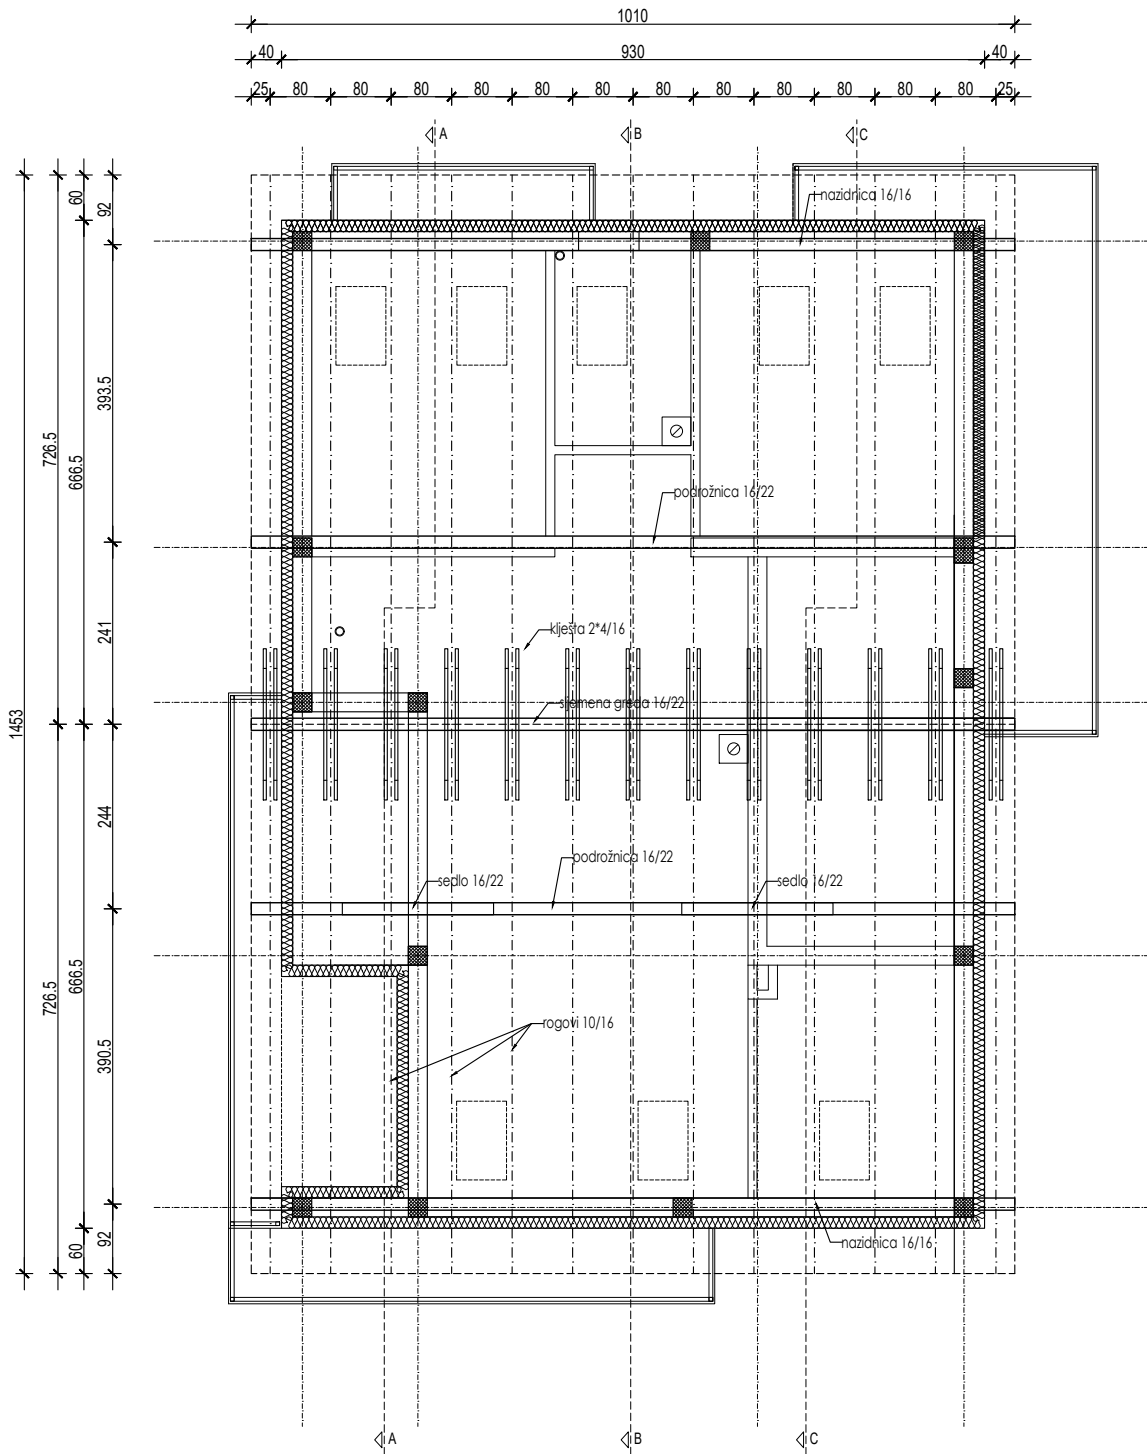 1010
40 930 40
25 80 80 80 80 80 80 80 80 80 80 80 80 25
A B C
60
92
nazidnica 16/16
393.5
726.5
666.5
podrožnica 16/22
241
kliješta 2*4/16
sljemena greda 16/22
1453
244
podrožnica 16/22
sedlo 16/22
sedlo 16/22
666.5
726.5
rogovi 10/16
390.5
nazidnica 16/16
60
92
A B C